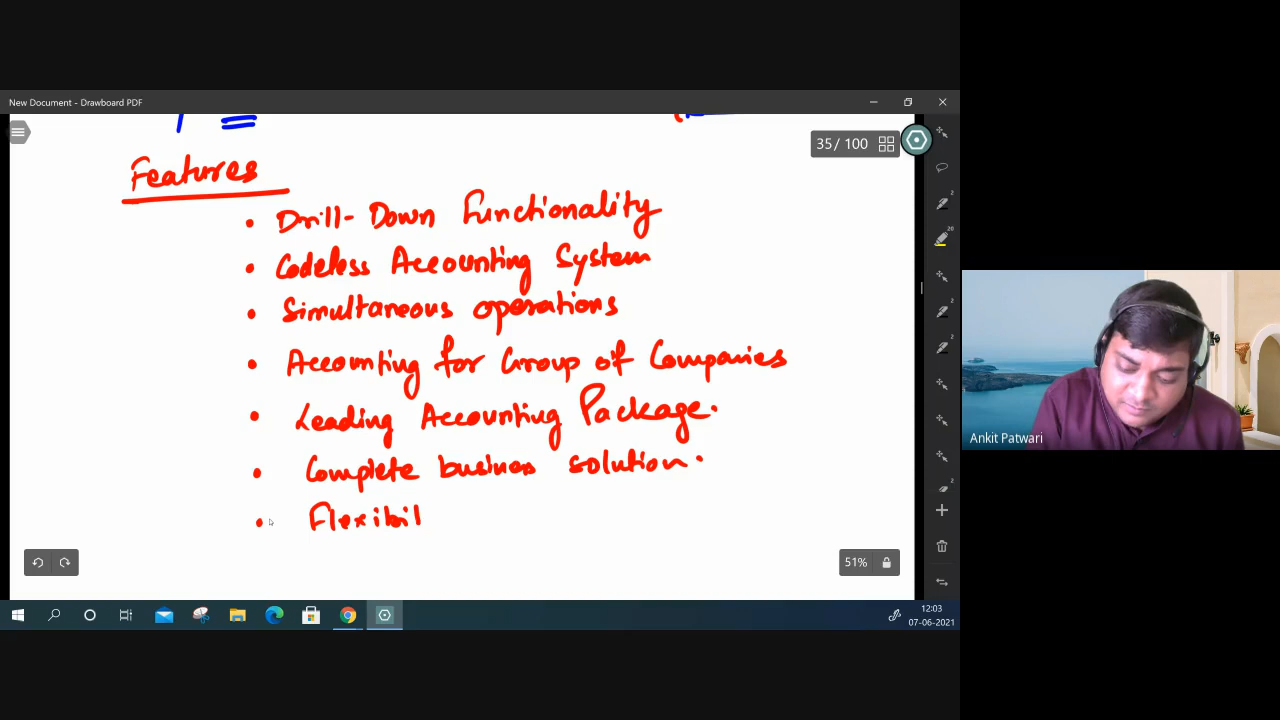 New Document - Drawboard PDF
35 / 100
Features
• Drill-Down Functionality
• Codeless Accounting System
• Simultaneous operations
• Accounting for Group of Companies
• Leading Accounting Package.
• Complete business solution.
• Flexibil
51%
Ankit Patwari
12:03
07-06-2021